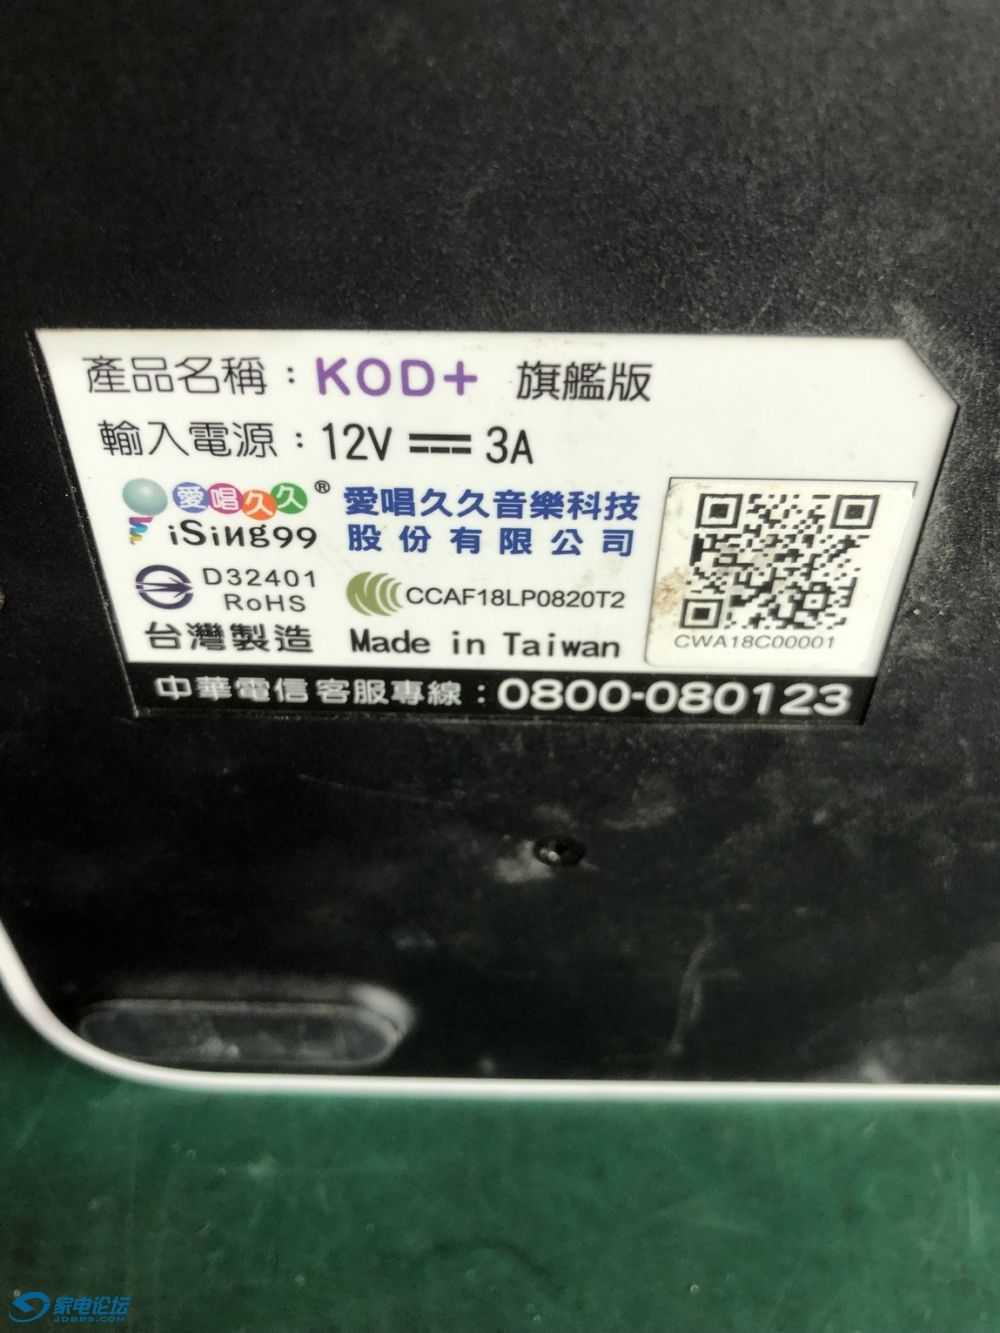 產品名稱：KOD+ 旗艦版
輸入電源：12V ⎓ 3A
愛唱久久®
iSing99
愛唱久久音樂科技
股份有限公司
D32401
RoHS
CCAF18LP0820T2
CWA18C00001
台灣製造 Made in Taiwan
中華電信客服專線：0800-080123
家电论坛
JDBBS.COM